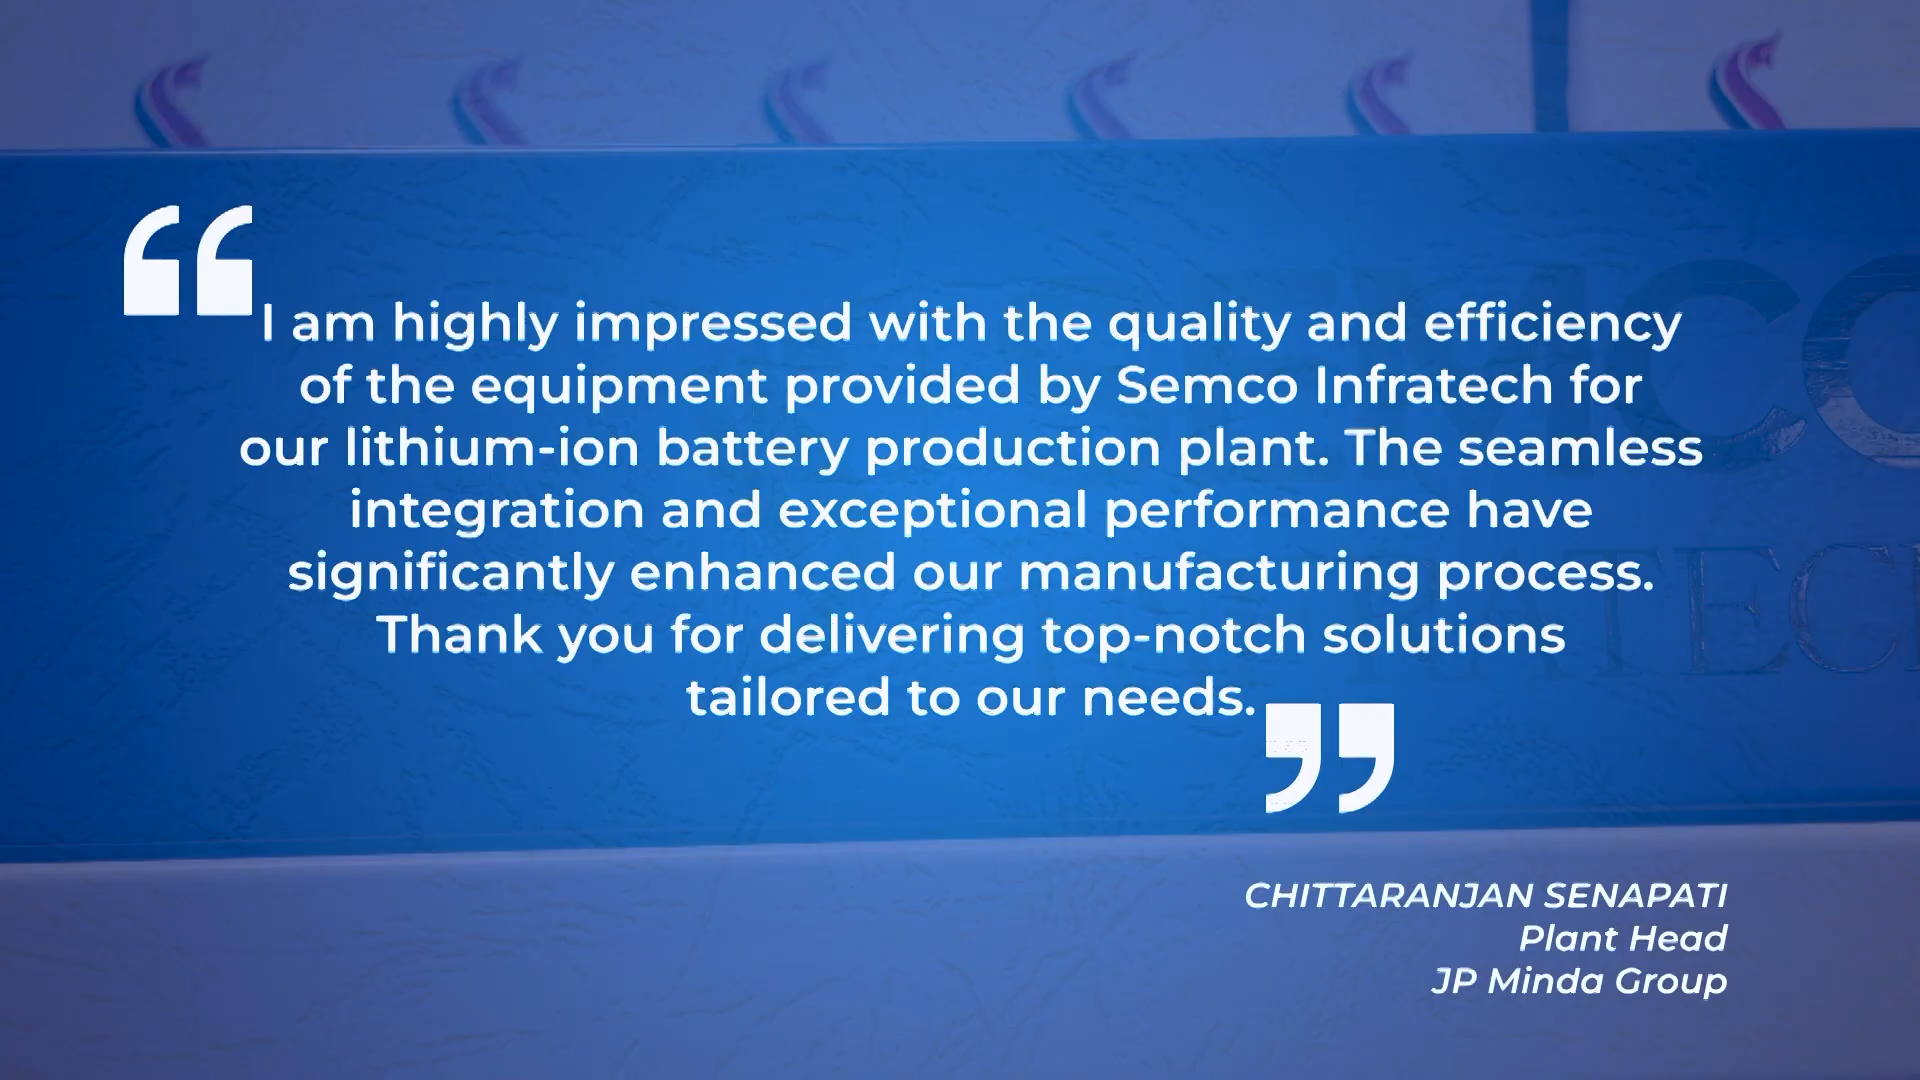 “I am highly impressed with the quality and efficiency
of the equipment provided by Semco Infratech for
our lithium-ion battery production plant. The seamless
integration and exceptional performance have
significantly enhanced our manufacturing process.
Thank you for delivering top-notch solutions
tailored to our needs.”
CHITTARANJAN SENAPATI
Plant Head
JP Minda Group